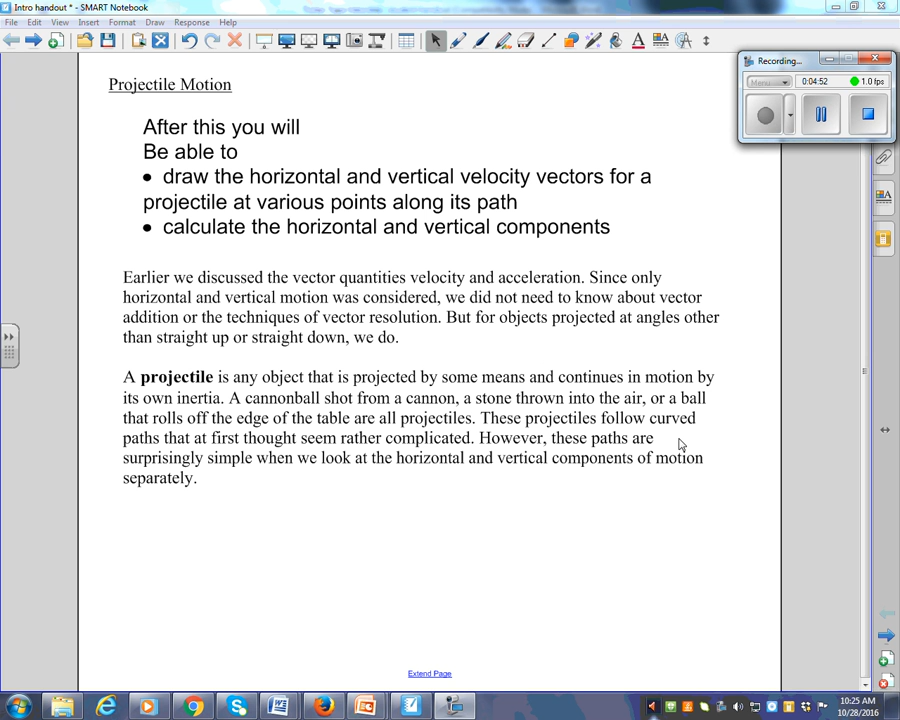 Intro handout * - SMART Notebook
File Edit View Insert Format Draw Response Help
Recording...
Menu
0:04:52
1.0 fps
Projectile Motion
After this you will
Be able to
• draw the horizontal and vertical velocity vectors for a
projectile at various points along its path
• calculate the horizontal and vertical components
Earlier we discussed the vector quantities velocity and acceleration. Since only
horizontal and vertical motion was considered, we did not need to know about vector
addition or the techniques of vector resolution. But for objects projected at angles other
than straight up or straight down, we do.
A projectile is any object that is projected by some means and continues in motion by
its own inertia. A cannonball shot from a cannon, a stone thrown into the air, or a ball
that rolls off the edge of the table are all projectiles. These projectiles follow curved
paths that at first thought seem rather complicated. However, these paths are
surprisingly simple when we look at the horizontal and vertical components of motion
separately.
Extend Page
10:25 AM
10/28/2016